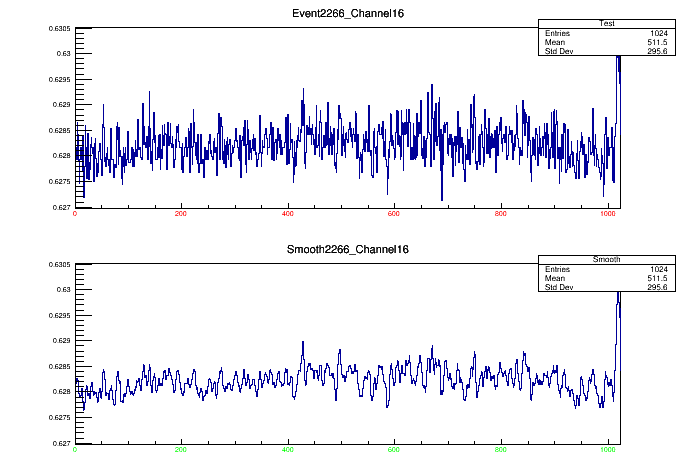 Event2266_Channel16
Test
Entries 1024
Mean 511.5
Std Dev 295.6
0.6305
0.63
0.6295
0.629
0.6285
0.628
0.6275
0.627
0 200 400 600 800 1000
Smooth2266_Channel16
Smooth
Entries 1024
Mean 511.5
Std Dev 295.6
0.6305
0.63
0.6295
0.629
0.6285
0.628
0.6275
0.627
0 200 400 600 800 1000